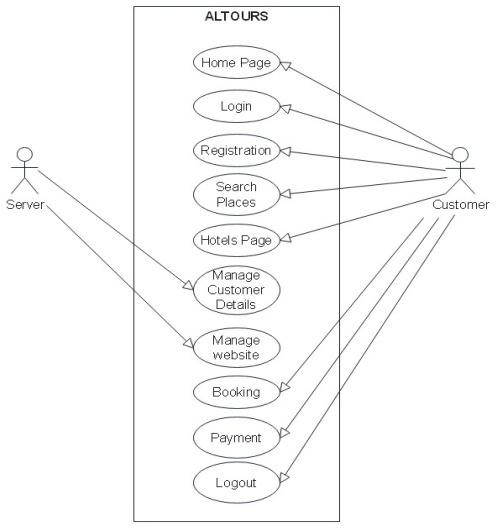 ALTOURS
Home Page
Login
Registration
Search
Places
Hotels Page
Manage
Customer
Details
Manage
website
Booking
Payment
Logout
Server
Customer